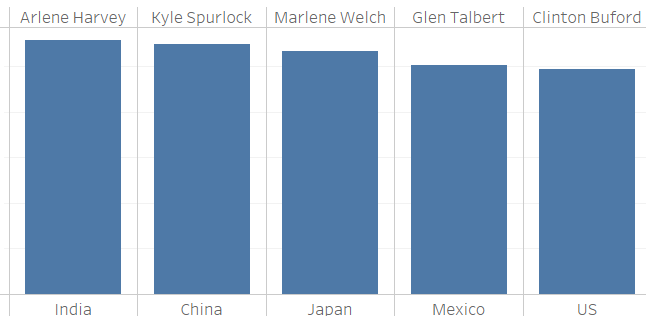 Arlene Harvey Kyle Spurlock Marlene Welch Glen Talbert Clinton Buford
India China Japan Mexico US